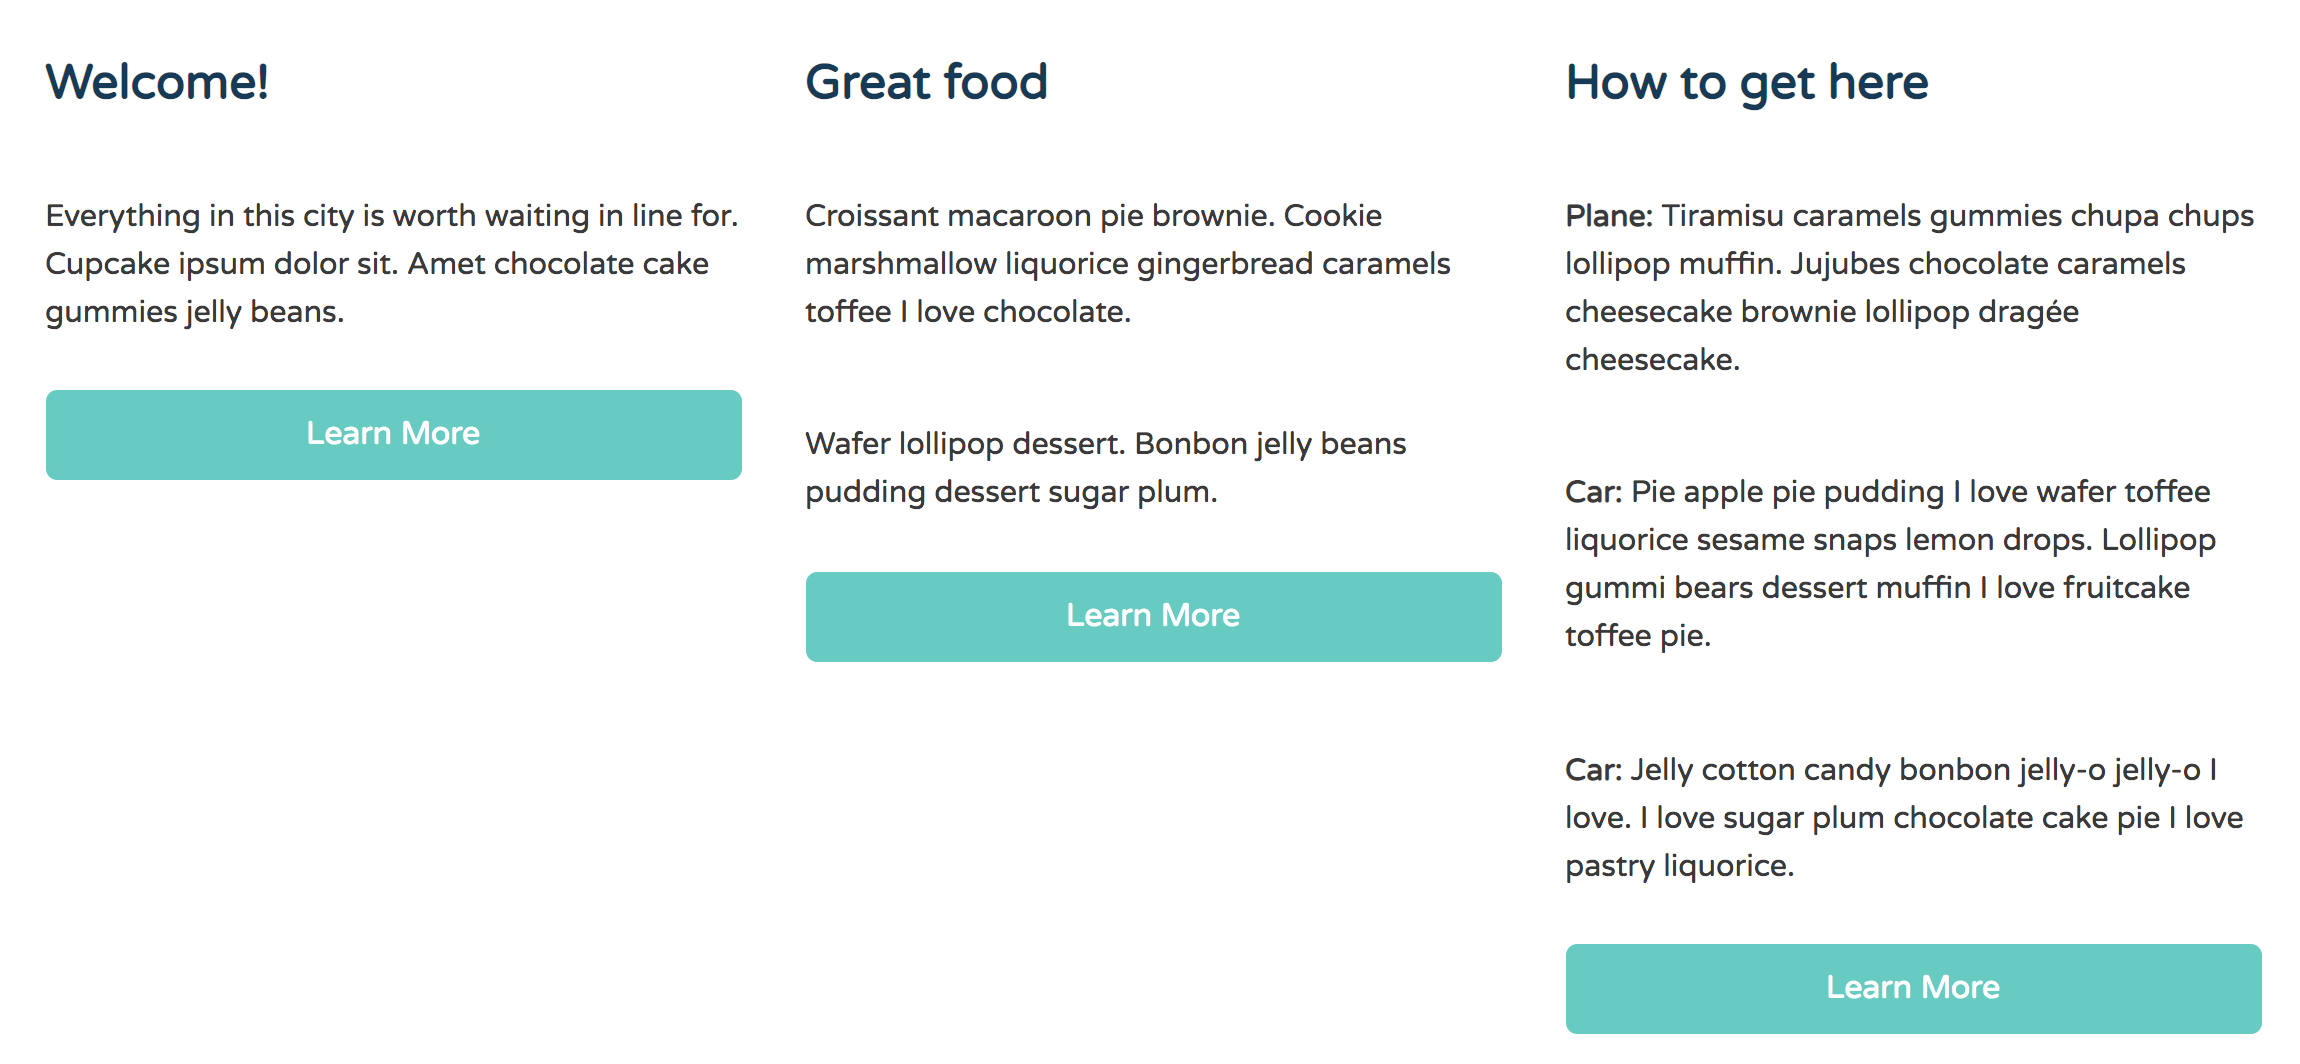 Welcome!
Everything in this city is worth waiting in line for.
Cupcake ipsum dolor sit. Amet chocolate cake
gummies jelly beans.
Learn More
Great food
Croissant macaroon pie brownie. Cookie
marshmallow liquorice gingerbread caramels
toffee I love chocolate.
Wafer lollipop dessert. Bonbon jelly beans
pudding dessert sugar plum.
Learn More
How to get here
Plane: Tiramisu caramels gummies chupa chups
lollipop muffin. Jujubes chocolate caramels
cheesecake brownie lollipop dragée
cheesecake.
Car: Pie apple pie pudding I love wafer toffee
liquorice sesame snaps lemon drops. Lollipop
gummi bears dessert muffin I love fruitcake
toffee pie.
Car: Jelly cotton candy bonbon jelly-o jelly-o I
love. I love sugar plum chocolate cake pie I love
pastry liquorice.
Learn More